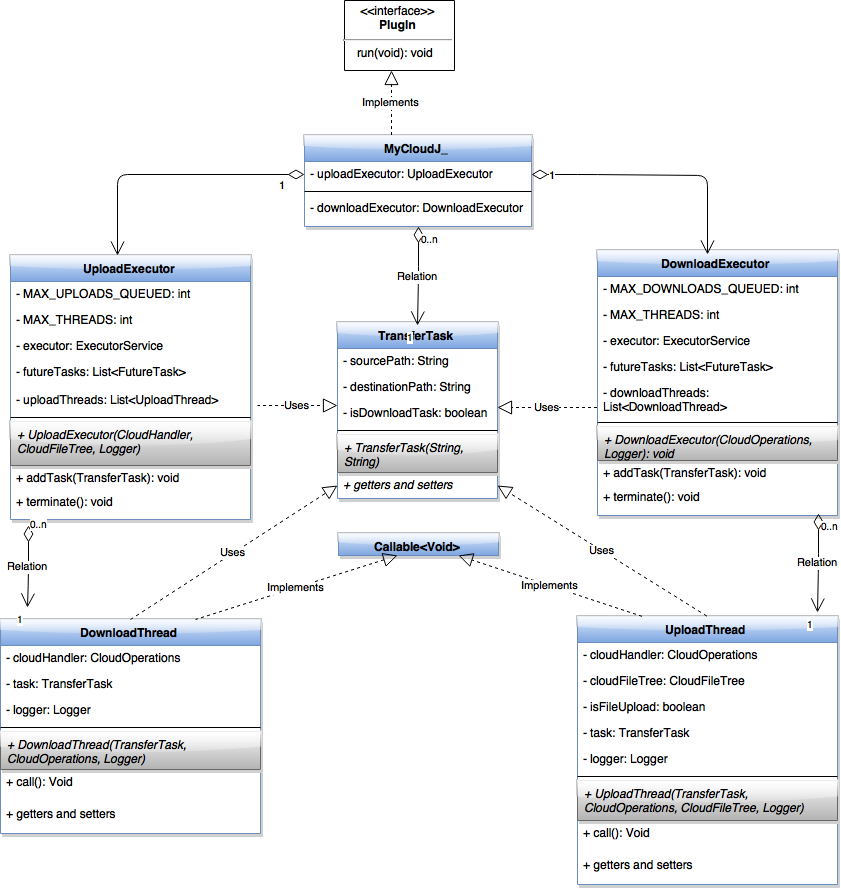 <<interface>>
PlugIn
run(void): void
Implements
MyCloudJ_
- uploadExecutor: UploadExecutor
- downloadExecutor: DownloadExecutor
1
1
0..n
Relation
UploadExecutor
- MAX_UPLOADS_QUEUED: int
- MAX_THREADS: int
- executor: ExecutorService
- futureTasks: List<FutureTask>
- uploadThreads: List<UploadThread>
+ UploadExecutor(CloudHandler,
CloudFileTree, Logger)
+ addTask(TransferTask): void
+ terminate(): void
Uses
1
TransferTask
- sourcePath: String
- destinationPath: String
- isDownloadTask: boolean
+ TransferTask(String,
String)
+ getters and setters
Uses
DownloadExecutor
- MAX_DOWNLOADS_QUEUED: int
- MAX_THREADS: int
- executor: ExecutorService
- futureTasks: List<FutureTask>
- downloadThreads:
List<DownloadThread>
+ DownloadExecutor(CloudOperations,
Logger): void
+ addTask(TransferTask): void
+ terminate(): void
0..n
Relation
1
Uses
Callable<Void>
Implements
Implements
Uses
0..n
Relation
1
DownloadThread
- cloudHandler: CloudOperations
- task: TransferTask
- logger: Logger
+ DownloadThread(TransferTask,
CloudOperations, Logger)
+ call(): Void
+ getters and setters
UploadThread
- cloudHandler: CloudOperations
- cloudFileTree: CloudFileTree
- isFileUpload: boolean
- task: TransferTask
- logger: Logger
+ UploadThread(TransferTask,
CloudOperations, CloudFileTree, Logger)
+ call(): Void
+ getters and setters